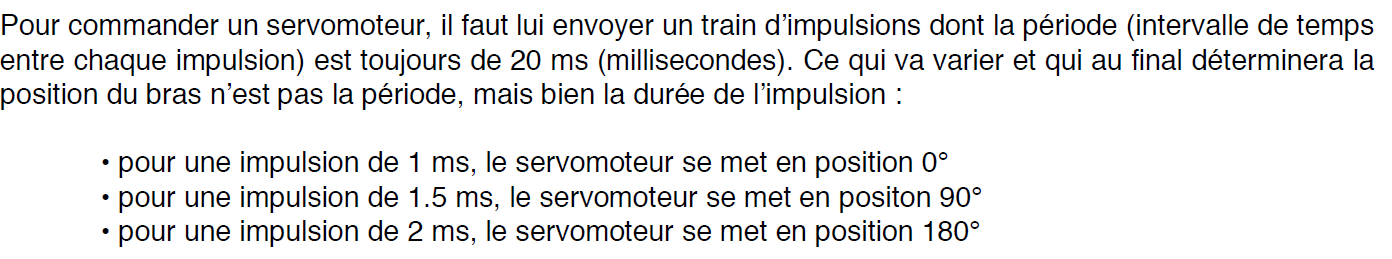 Pour commander un servomoteur, il faut lui envoyer un train d’impulsions dont la période (intervalle de temps
entre chaque impulsion) est toujours de 20 ms (millisecondes). Ce qui va varier et qui au final déterminera la
position du bras n’est pas la période, mais bien la durée de l’impulsion :
• pour une impulsion de 1 ms, le servomoteur se met en position 0°
• pour une impulsion de 1.5 ms, le servomoteur se met en positon 90°
• pour une impulsion de 2 ms, le servomoteur se met en position 180°